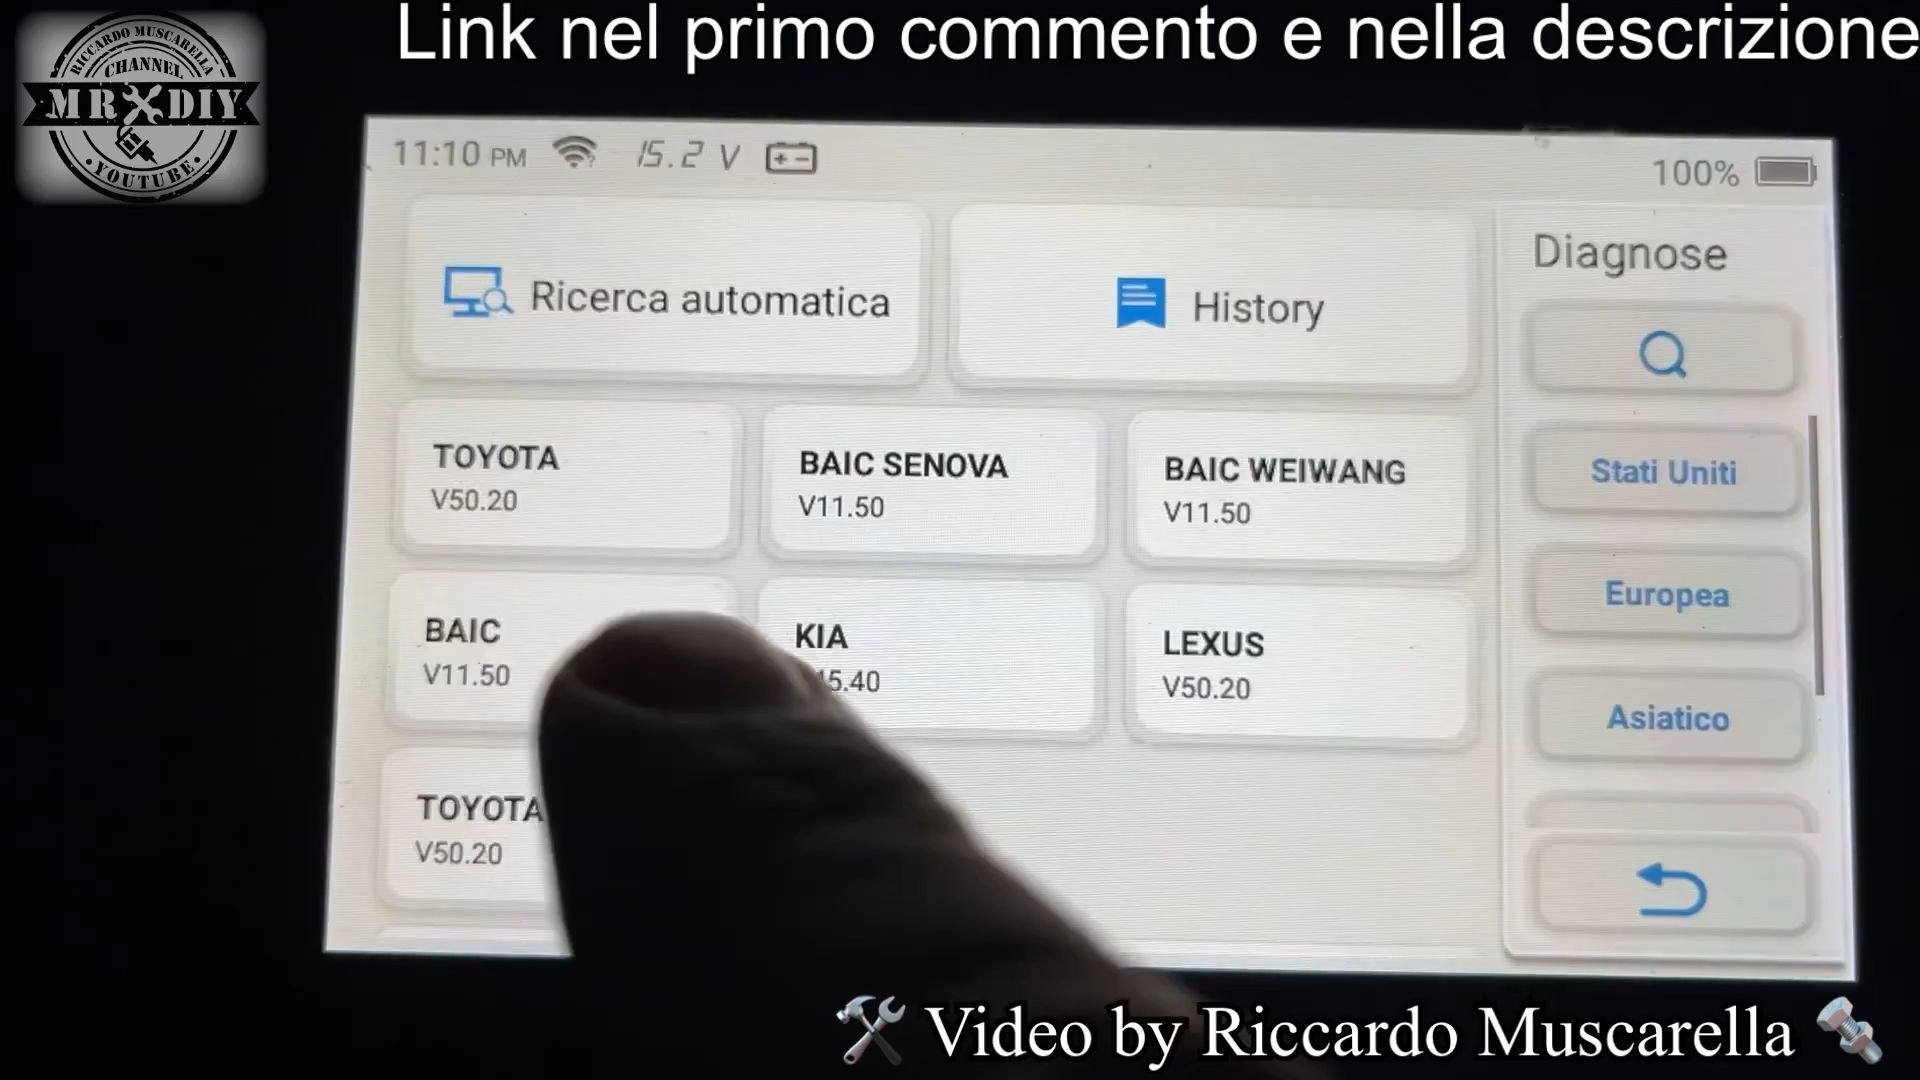 Link nel primo commento e nella descrizione
RICCARDO MUSCARELLA
CHANNEL
MR DIY
YOUTUBE
11:10 PM 15.2 V
100%
Ricerca automatica
History
Diagnose
TOYOTA
V50.20
BAIC SENOVA
V11.50
BAIC WEIWANG
V11.50
Stati Uniti
BAIC
V11.50
KIA
15.40
LEXUS
V50.20
Europea
Asiatico
TOYOTA
V50.20
Video by Riccardo Muscarella